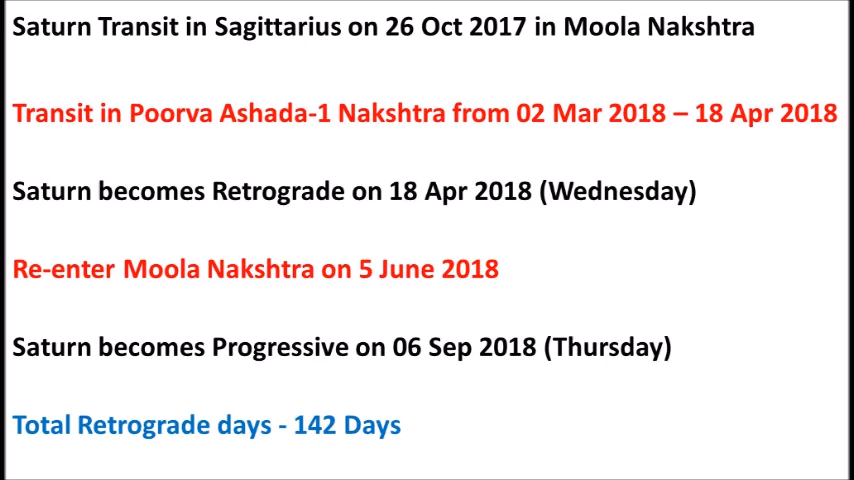 Saturn Transit in Sagittarius on 26 Oct 2017 in Moola Nakshtra
Transit in Poorva Ashada-1 Nakshtra from 02 Mar 2018 – 18 Apr 2018
Saturn becomes Retrograde on 18 Apr 2018 (Wednesday)
Re-enter Moola Nakshtra on 5 June 2018
Saturn becomes Progressive on 06 Sep 2018 (Thursday)
Total Retrograde days - 142 Days